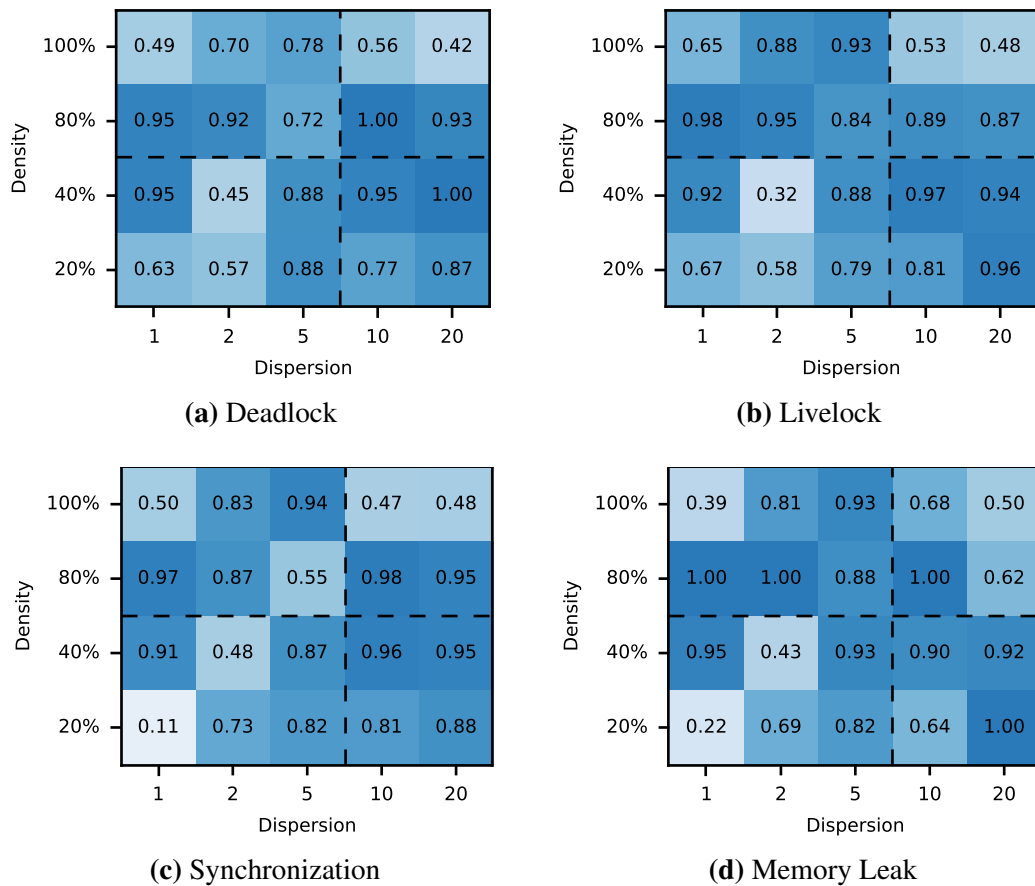 100%
0.49 0.70 0.78 0.56 0.42
80%
0.95 0.92 0.72 1.00 0.93
40%
0.95 0.45 0.88 0.95 1.00
20%
0.63 0.57 0.88 0.77 0.87
Density
1 2 5 10 20
Dispersion
(a) Deadlock
100%
0.65 0.88 0.93 0.53 0.48
80%
0.98 0.95 0.84 0.89 0.87
40%
0.92 0.32 0.88 0.97 0.94
20%
0.67 0.58 0.79 0.81 0.96
Density
1 2 5 10 20
Dispersion
(b) Livelock
100%
0.50 0.83 0.94 0.47 0.48
80%
0.97 0.87 0.55 0.98 0.95
40%
0.91 0.48 0.87 0.96 0.95
20%
0.11 0.73 0.82 0.81 0.88
Density
1 2 5 10 20
Dispersion
(c) Synchronization
100%
0.39 0.81 0.93 0.68 0.50
80%
1.00 1.00 0.88 1.00 0.62
40%
0.95 0.43 0.93 0.90 0.92
20%
0.22 0.69 0.82 0.64 1.00
Density
1 2 5 10 20
Dispersion
(d) Memory Leak